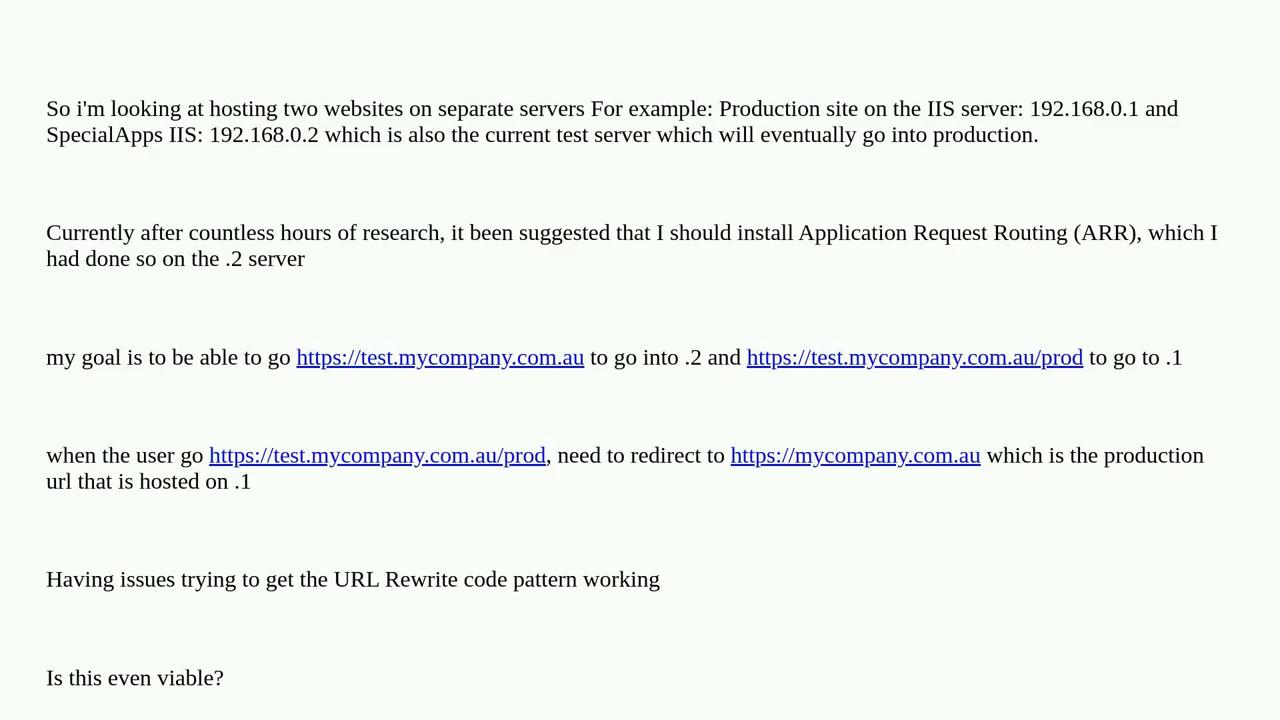 So i'm looking at hosting two websites on separate servers For example: Production site on the IIS server: 192.168.0.1 and
SpecialApps IIS: 192.168.0.2 which is also the current test server which will eventually go into production.
Currently after countless hours of research, it been suggested that I should install Application Request Routing (ARR), which I
had done so on the .2 server
my goal is to be able to go https://test.mycompany.com.au to go into .2 and https://test.mycompany.com.au/prod to go to .1
when the user go https://test.mycompany.com.au/prod, need to redirect to https://mycompany.com.au which is the production
url that is hosted on .1
Having issues trying to get the URL Rewrite code pattern working
Is this even viable?